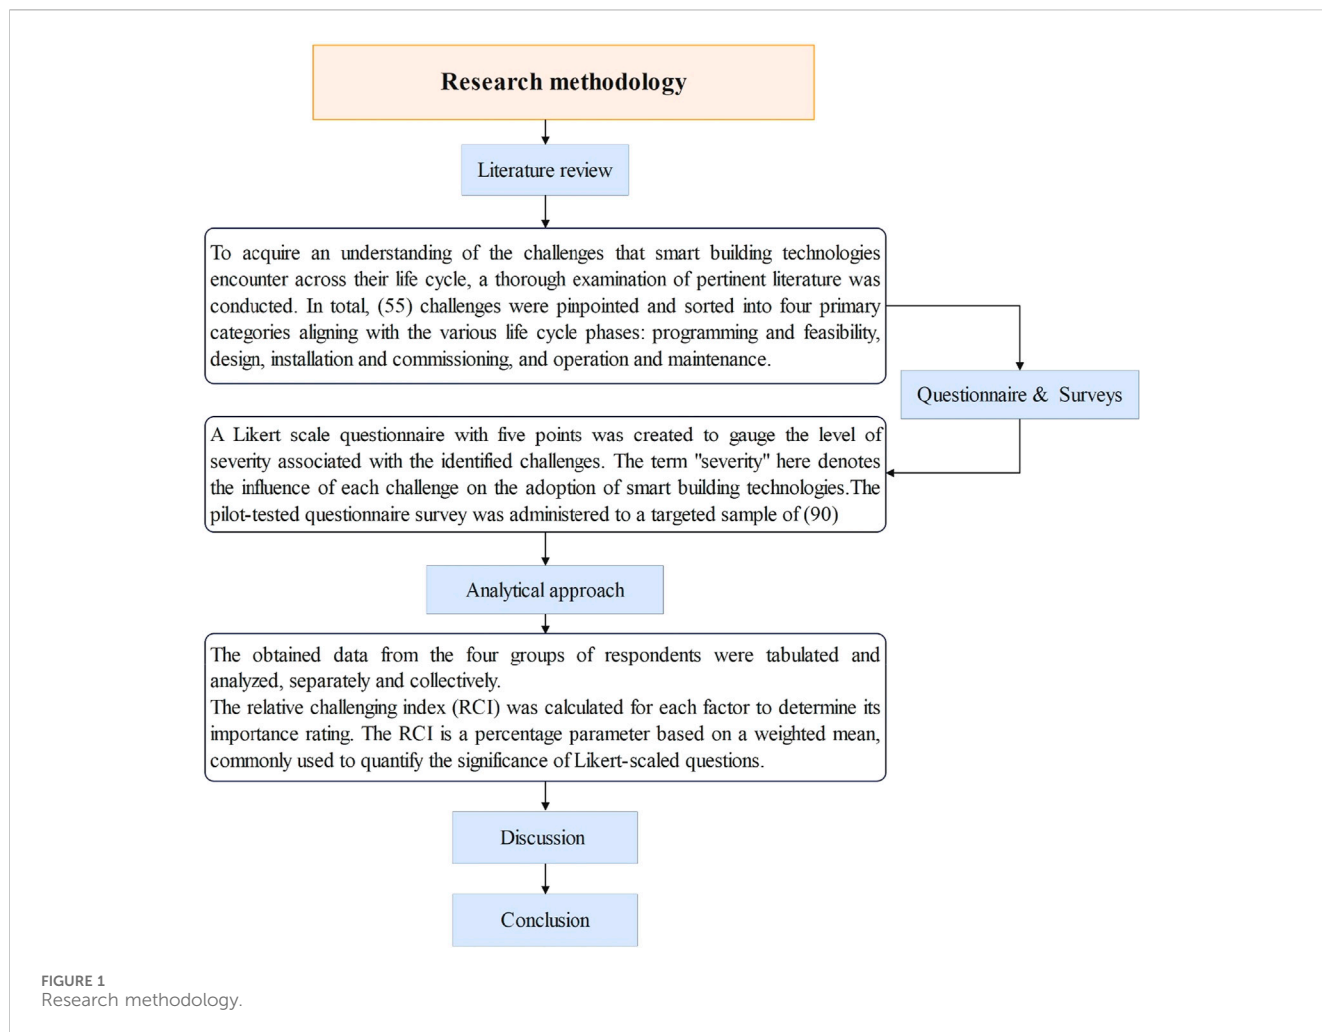 Research methodology
Literature review
To acquire an understanding of the challenges that smart building technologies
encounter across their life cycle, a thorough examination of pertinent literature was
conducted. In total, (55) challenges were pinpointed and sorted into four primary
categories aligning with the various life cycle phases: programming and feasibility,
design, installation and commissioning, and operation and maintenance.
Questionnaire & Surveys
A Likert scale questionnaire with five points was created to gauge the level of
severity associated with the identified challenges. The term "severity" here denotes
the influence of each challenge on the adoption of smart building technologies.The
pilot-tested questionnaire survey was administered to a targeted sample of (90)
Analytical approach
The obtained data from the four groups of respondents were tabulated and
analyzed, separately and collectively.
The relative challenging index (RCI) was calculated for each factor to determine its
importance rating. The RCI is a percentage parameter based on a weighted mean,
commonly used to quantify the significance of Likert-scaled questions.
Discussion
Conclusion
FIGURE 1
Research methodology.